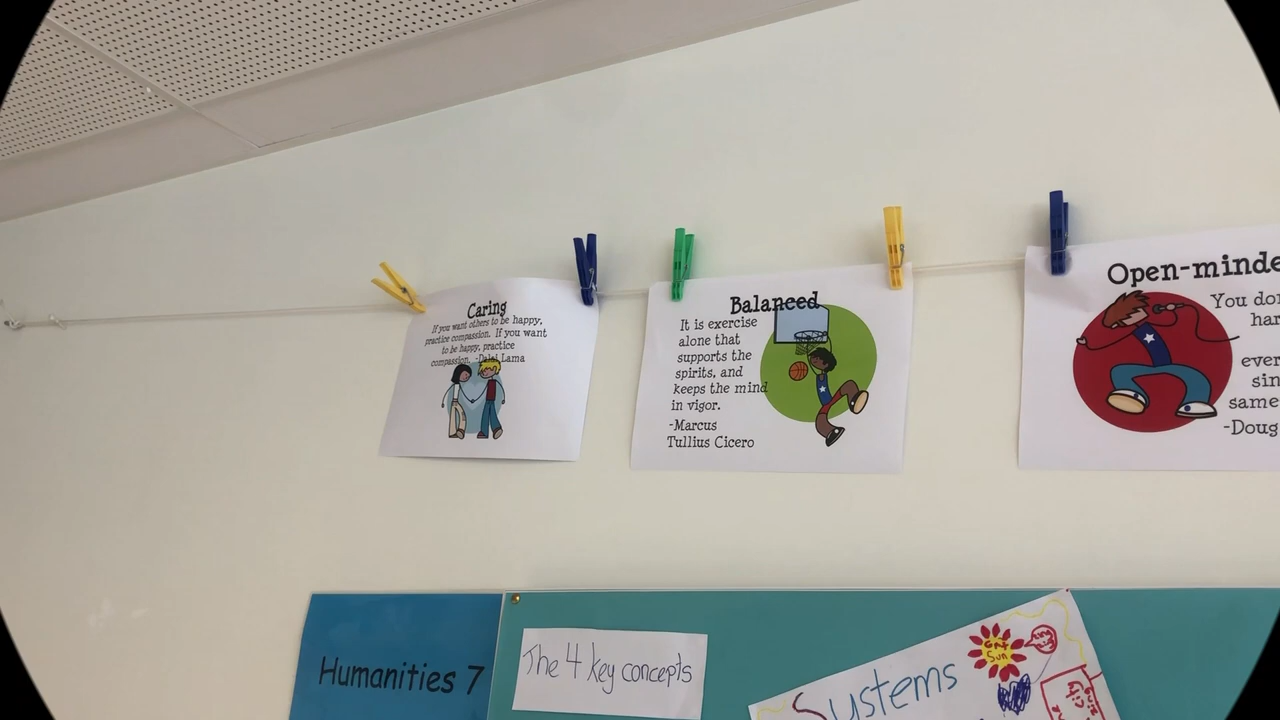 Caring
If you want others to be happy,
practice compassion. If you want
to be happy, practice
compassion. -Dalai Lama
Balanced
It is exercise
alone that
supports the
spirits, and
keeps the mind
in vigor.
-Marcus
Tullius Cicero
Open-minde
You don
har
ever
sin
same
-Doug
Humanities 7
The 4 key concepts
Systems
Sun